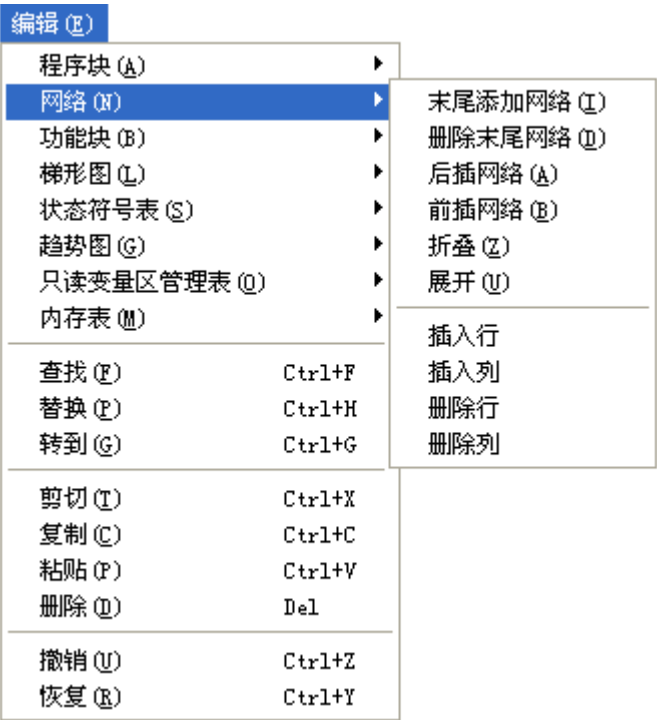 编辑(E)
程序块(A)
网络(N)
功能块(B)
梯形图(L)
状态符号表(S)
趋势图(G)
只读变量区管理表(O)
内存表(M)
查找(F) Ctrl+F
替换(P) Ctrl+H
转到(G) Ctrl+G
剪切(T) Ctrl+X
复制(C) Ctrl+C
粘贴(P) Ctrl+V
删除(D) Del
撤销(U) Ctrl+Z
恢复(R) Ctrl+Y
末尾添加网络(I)
删除末尾网络(D)
后插网络(A)
前插网络(B)
折叠(Z)
展开(U)
插入行
插入列
删除行
删除列